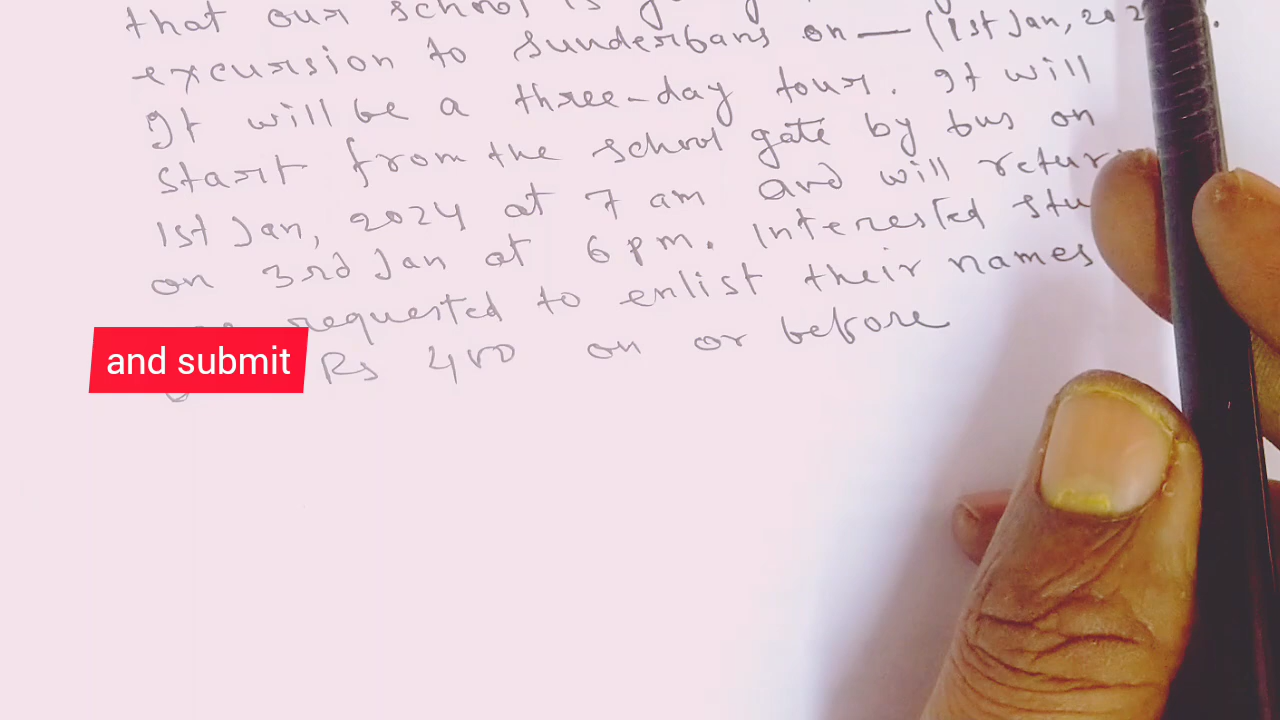 that our school is
excursion to Sunderbans on — (1st Jan, 202
It will be a three-day tour. It will
start from the school gate by bus on
1st Jan, 2024 at 7 am and will retur
on 3rd Jan at 6 pm. Interested stu
requested to enlist their names
and submit Rs 400 on or before